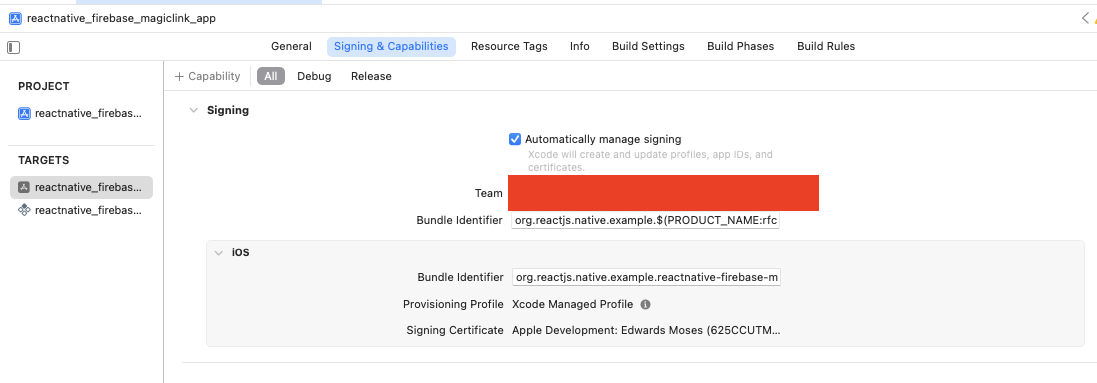 reactnative_firebase_magiclink_app
General Signing & Capabilities Resource Tags Info Build Settings Build Phases Build Rules
+ Capability All Debug Release
PROJECT
reactnative_firebas...
TARGETS
reactnative_firebase...
reactnative_firebas...
Signing
Automatically manage signing
Xcode will create and update profiles, app IDs, and
certificates.
Team
Bundle Identifier org.reactjs.native.example.$(PRODUCT_NAME:rfc
iOS
Bundle Identifier org.reactjs.native.example.reactnative-firebase-m
Provisioning Profile Xcode Managed Profile
Signing Certificate Apple Development: Edwards Moses (625CCUTM...